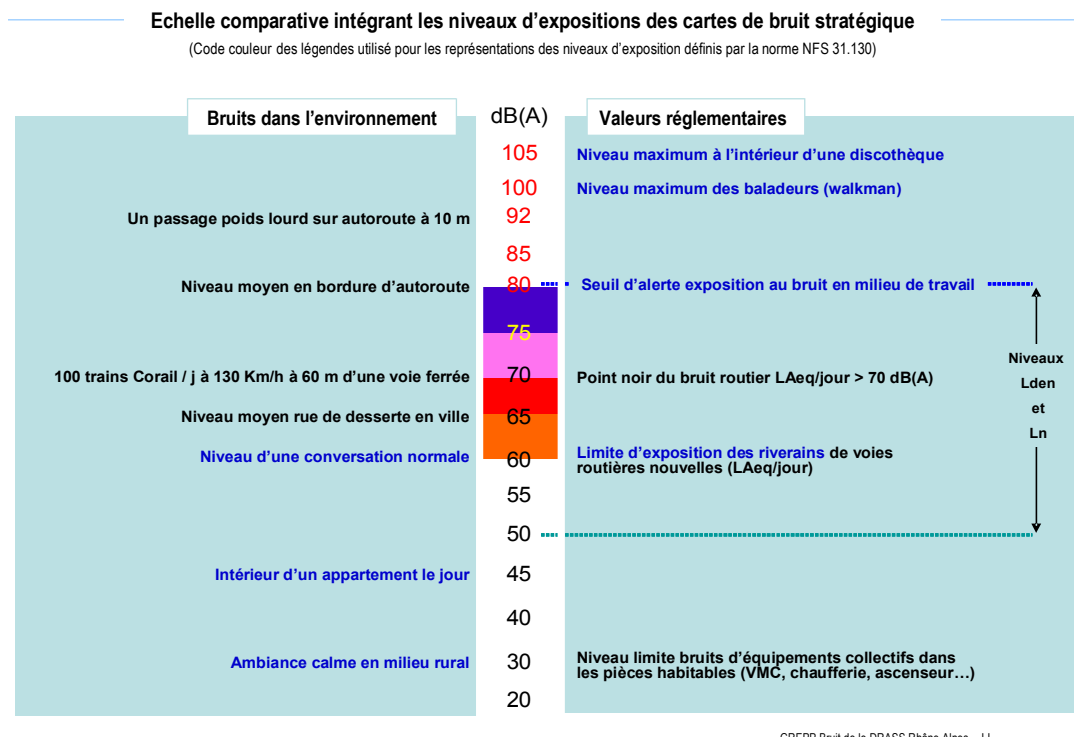 Echelle comparative intégrant les niveaux d'expositions des cartes de bruit stratégique
(Code couleur des légendes utilisé pour les représentations des niveaux d'exposition définis par la norme NFS 31.130)
Bruits dans l'environnement
dB(A)
Valeurs réglementaires
105
Niveau maximum à l'intérieur d'une discothèque
100
Niveau maximum des baladeurs (walkman)
Un passage poids lourd sur autoroute à 10 m
92
85
Niveau moyen en bordure d'autoroute
80
Seuil d'alerte exposition au bruit en milieu de travail
75
Niveaux
Lden
et
Ln
100 trains Corail / j à 130 Km/h à 60 m d'une voie ferrée
70
Point noir du bruit routier LAeq/jour > 70 dB(A)
Niveau moyen rue de desserte en ville
65
Niveau d'une conversation normale
60
Limite d'exposition des riverains de voies
routières nouvelles (LAeq/jour)
55
50
Intérieur d'un appartement le jour
45
40
Ambiance calme en milieu rural
30
Niveau limite bruits d'équipements collectifs dans
les pièces habitables (VMC, chaufferie, ascenseur…)
20